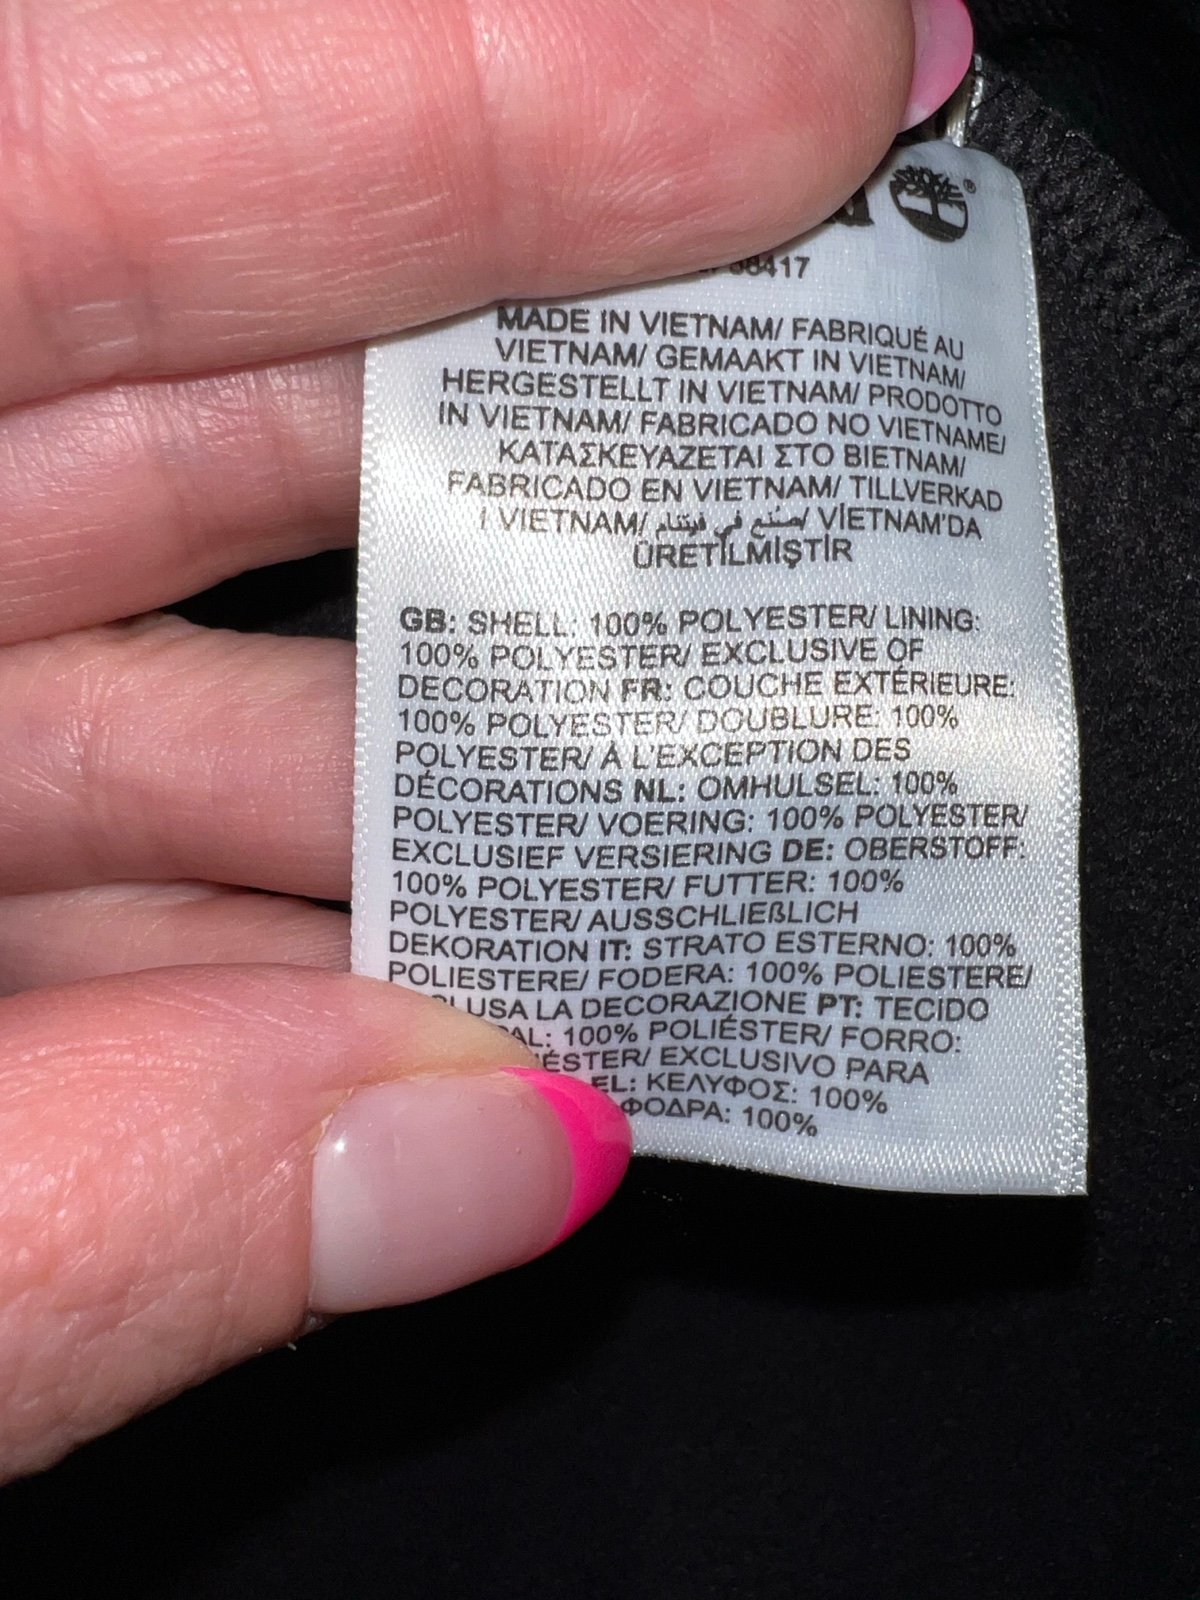 ®
MADE IN VIETNAM/ FABRIQUÉ AU
VIETNAM/ GEMAAKT IN VIETNAM/
HERGESTELLT IN VIETNAM/ PRODOTTO
IN VIETNAM/ FABRICADO NO VIETNAME/
ΚΑΤΑΣΚΕΥΑΖΕΤΑΙ ΣΤΟ ΒΙΕΤΝΑΜ/
FABRICADO EN VIETNAM/ TILLVERKAD
I VIETNAM/ صُنّع في فيتنام/ VİETNAM'DA
ÜRETİLMİŞTİR
GB: SHELL: 100% POLYESTER/ LINING:
100% POLYESTER/ EXCLUSIVE OF
DECORATION FR: COUCHE EXTÉRIEURE:
100% POLYESTER/ DOUBLURE: 100%
POLYESTER/ À L'EXCEPTION DES
DÉCORATIONS NL: OMHULSEL: 100%
POLYESTER/ VOERING: 100% POLYESTER/
EXCLUSIEF VERSIERING DE: OBERSTOFF:
100% POLYESTER/ FUTTER: 100%
POLYESTER/ AUSSCHLIEßLICH
DEKORATION IT: STRATO ESTERNO: 100%
POLIESTERE/ FODERA: 100% POLIESTERE/
LA DECORAZIONE PT: TECIDO
100% POLIÉSTER/ FORRO:
EXCLUSIVO PARA
EL: ΚΕΛΥΦΟΣ: 100%
ΦΟΔΡΑ: 100%